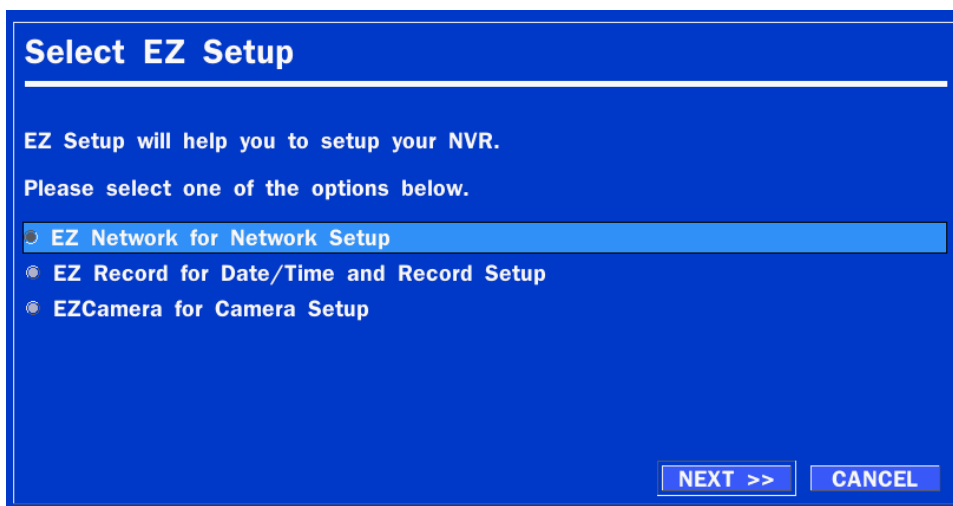 Select EZ Setup
EZ Setup will help you to setup your NVR.
Please select one of the options below.
EZ Network for Network Setup
EZ Record for Date/Time and Record Setup
EZCamera for Camera Setup
NEXT >> CANCEL